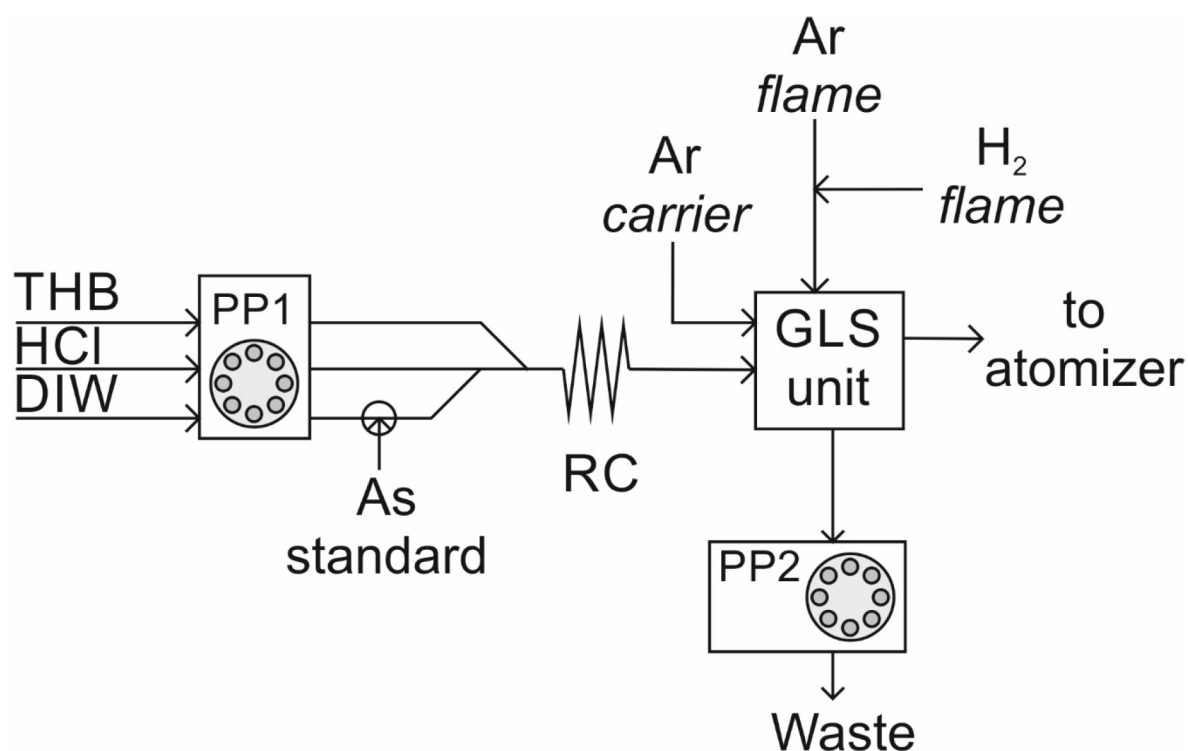 Ar
flame
H₂
flame
Ar
carrier
THB
HCl
DIW
PP1
GLS
unit
to
atomizer
RC
As
standard
PP2
Waste